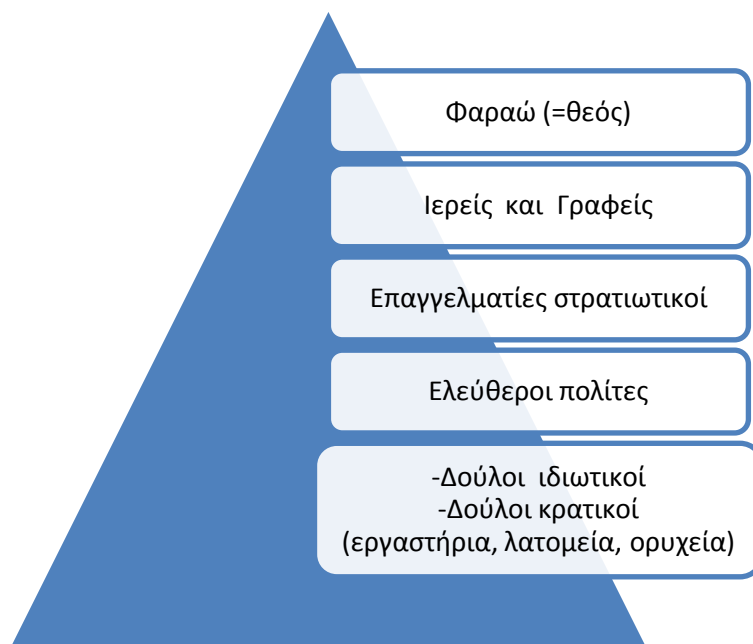 Φαραώ (=θεός)
Ιερείς και Γραφείς
Επαγγελματίες στρατιωτικοί
Ελεύθεροι πολίτες
-Δούλοι ιδιωτικοί
-Δούλοι κρατικοί
(εργαστήρια, λατομεία, ορυχεία)